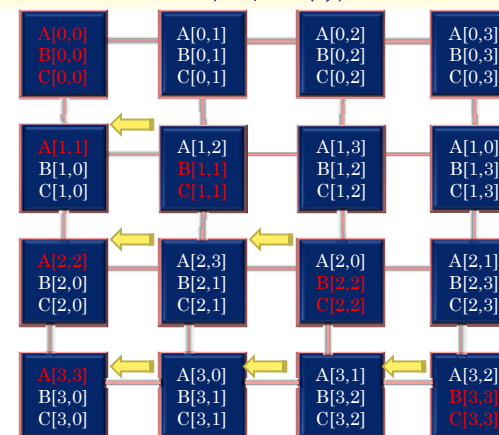 A[0,0]
B[0,0]
C[0,0]
A[0,1]
B[0,1]
C[0,1]
A[0,2]
B[0,2]
C[0,2]
A[0,3]
B[0,3]
C[0,3]
A[1,1]
B[1,0]
C[1,0]
A[1,2]
B[1,1]
C[1,1]
A[1,3]
B[1,2]
C[1,2]
A[1,0]
B[1,3]
C[1,3]
A[2,2]
B[2,0]
C[2,0]
A[2,3]
B[2,1]
C[2,1]
A[2,0]
B[2,2]
C[2,2]
A[2,1]
B[2,3]
C[2,3]
A[3,3]
B[3,0]
C[3,0]
A[3,0]
B[3,1]
C[3,1]
A[3,1]
B[3,2]
C[3,2]
A[3,2]
B[3,3]
C[3,3]